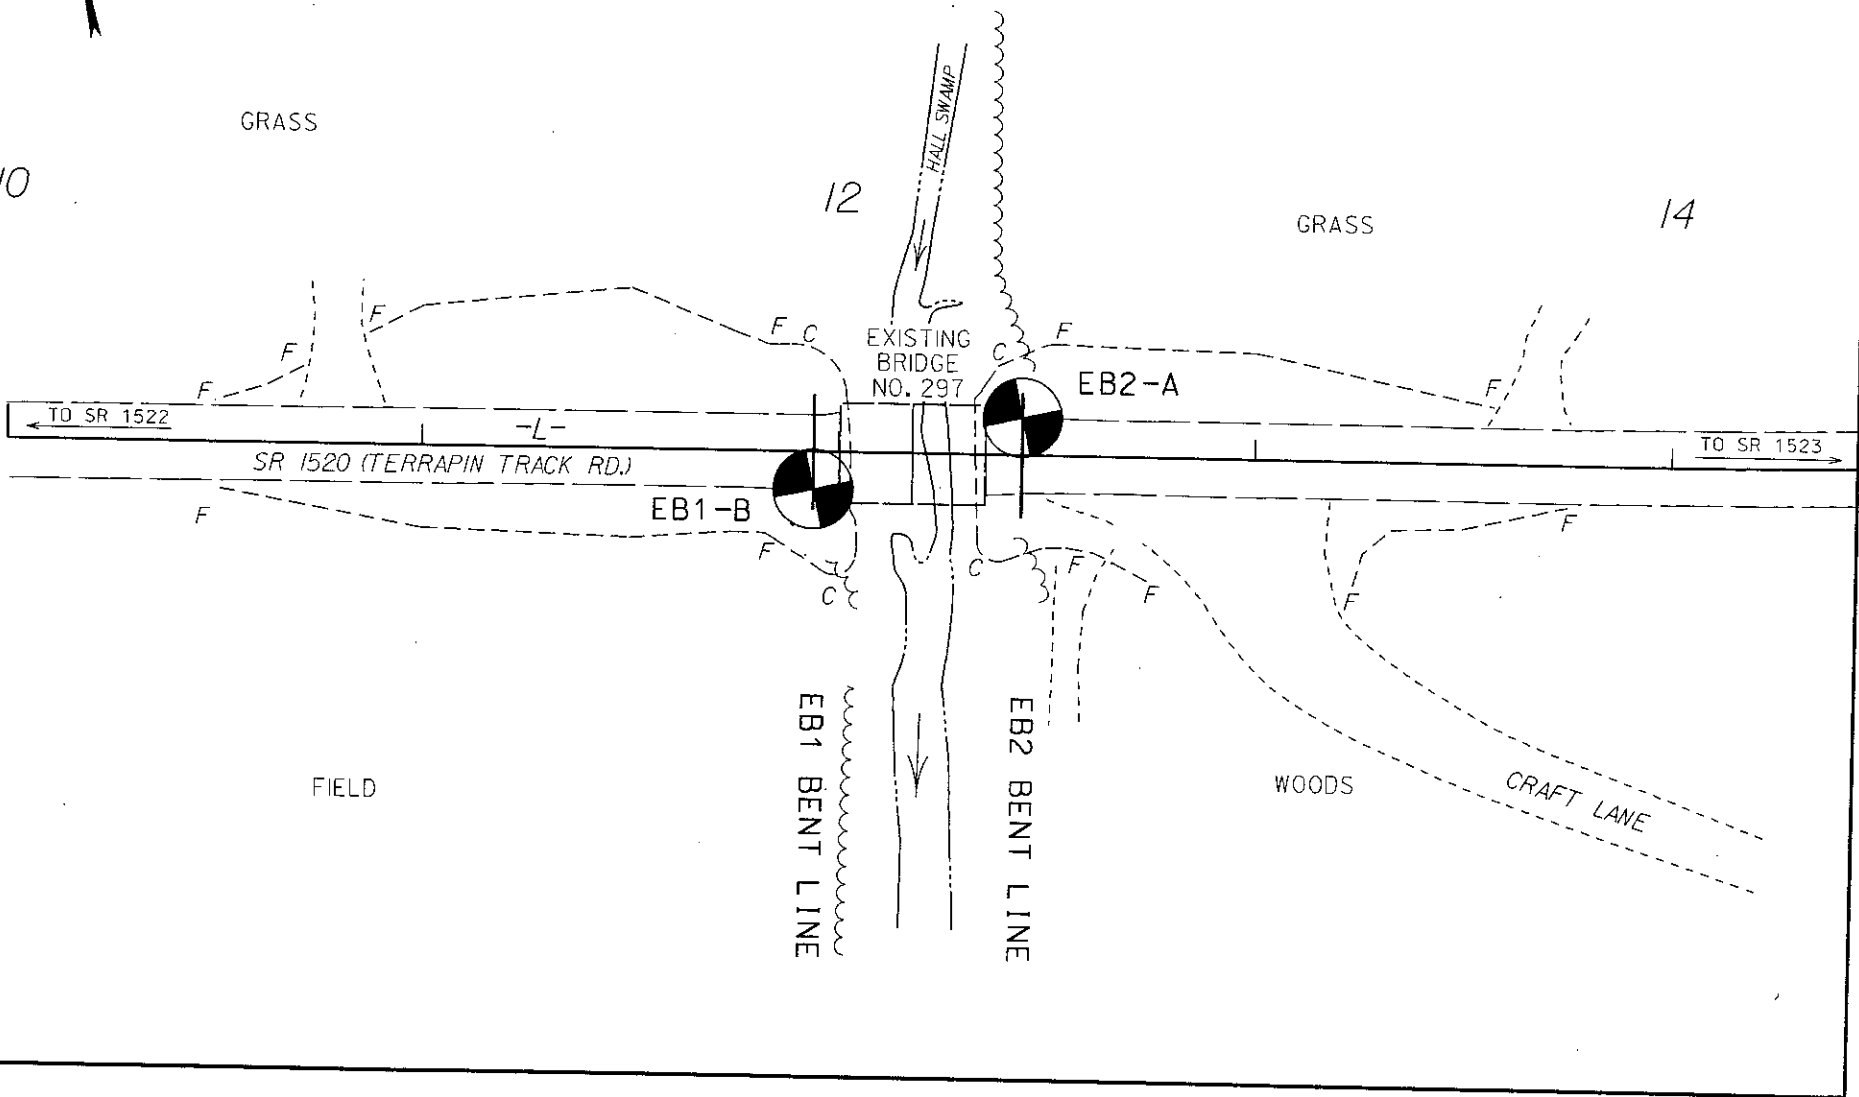 GRASS
10
12
HALL SWAMP
GRASS
14
F
F
F
F
C
EXISTING
BRIDGE
NO. 297
C
F
EB2-A
F
TO SR 1522
-L-
SR 1520 (TERRAPIN TRACK RD.)
TO SR 1523
F
EB1-B
F
C
C
F
F
F
F
EB1 BENT LINE
EB2 BENT LINE
FIELD
WOODS
CRAFT LANE